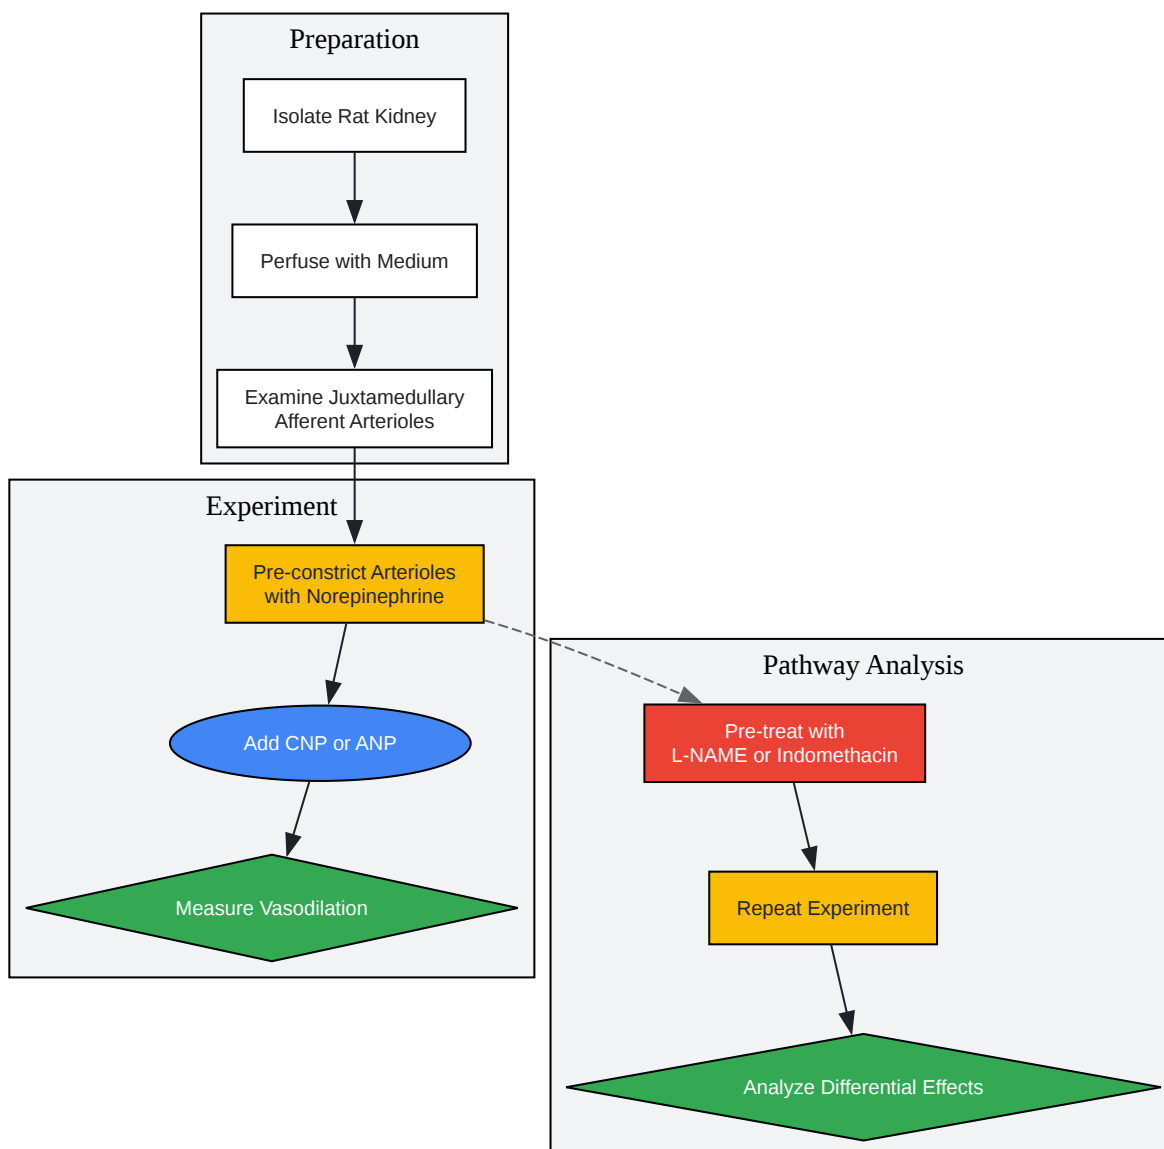 Preparation
Isolate Rat Kidney
Perfuse with Medium
Examine Juxtamedullary
Afferent Arterioles
Experiment
Pre-constrict Arterioles
with Norepinephrine
Add CNP or ANP
Measure Vasodilation
Pathway Analysis
Pre-treat with
L-NAME or Indomethacin
Repeat Experiment
Analyze Differential Effects